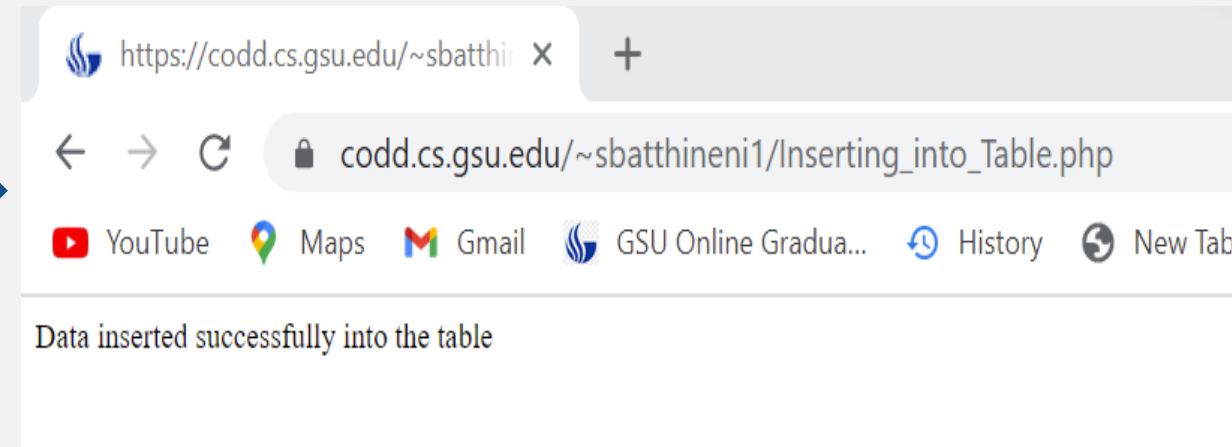 https://codd.cs.gsu.edu/~sbatthin
codd.cs.gsu.edu/~sbatthineni1/Inserting_into_Table.php
YouTube Maps Gmail GSU Online Gradua... History New Tab
Data inserted successfully into the table